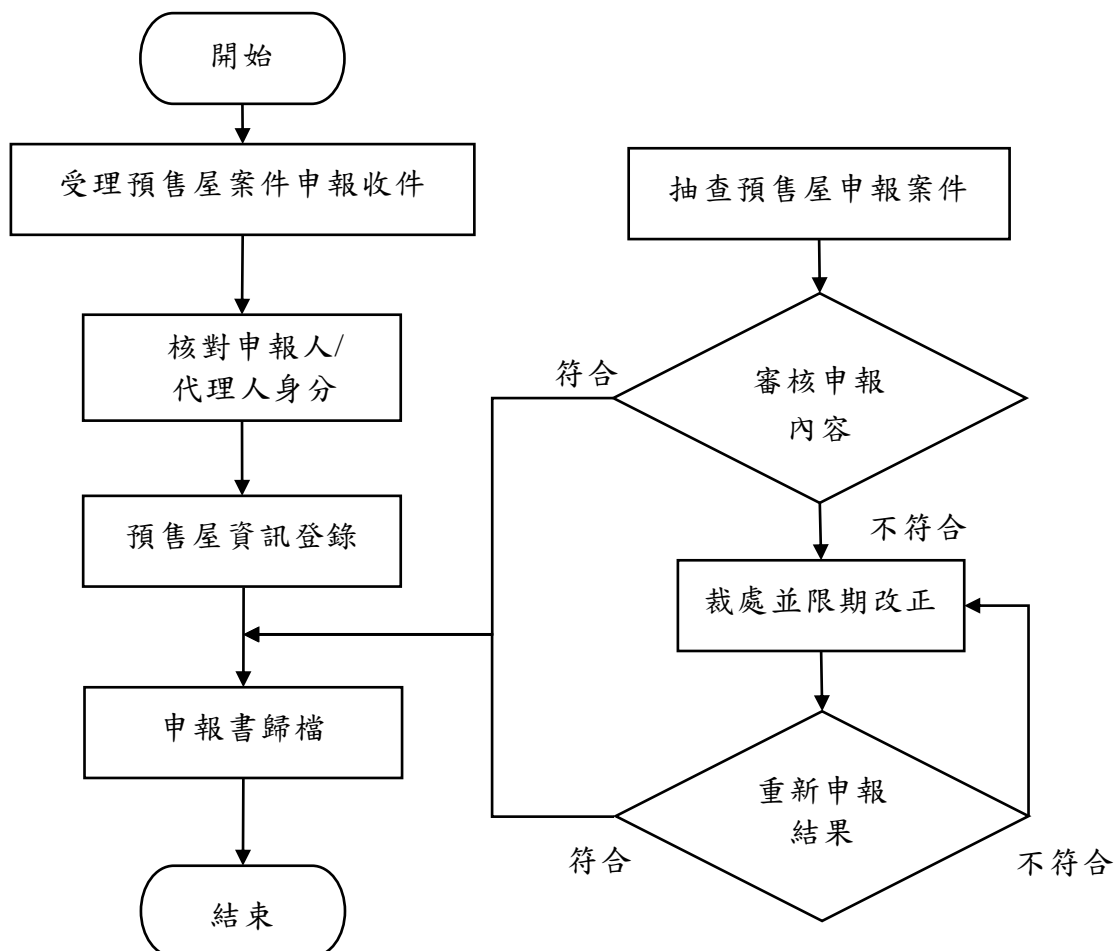 開始
受理預售屋案件申報收件
核對申報人/
代理人身分
預售屋資訊登錄
申報書歸檔
結束
抽查預售屋申報案件
審核申報
內容
符合
不符合
裁處並限期改正
重新申報
結果
符合
不符合